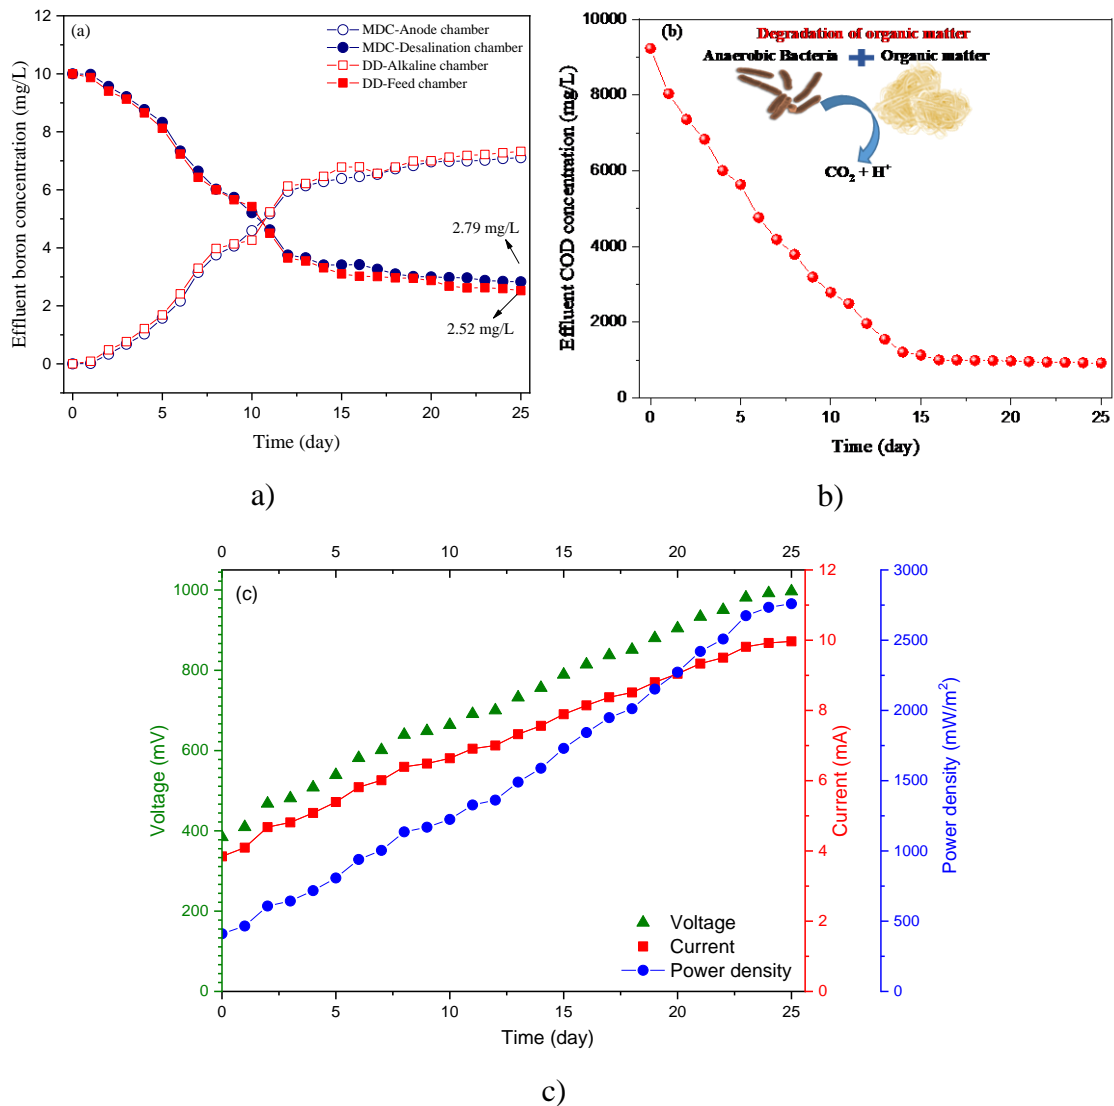 (a)
MDC-Anode chamber
MDC-Desalination chamber
DD-Alkaline chamber
DD-Feed chamber
12
10
8
6
4
2
0
Effluent boron concentration (mg/L)
2.79 mg/L
2.52 mg/L
0 5 10 15 20 25
Time (day)
a)
(b)
Degradation of organic matter
Anaerobic Bacteria + Organic matter
CO₂ + H⁺
10000
8000
6000
4000
2000
0
Effluent COD concentration (mg/L)
0 5 10 15 20 25
Time (day)
b)
0 5 10 15 20 25
(c)
1000
800
600
400
200
0
Voltage (mV)
12
10
8
6
4
2
0
Current (mA)
3000
2500
2000
1500
1000
500
0
Power density (mW/m²)
Voltage
Current
Power density
0 5 10 15 20 25
Time (day)
c)